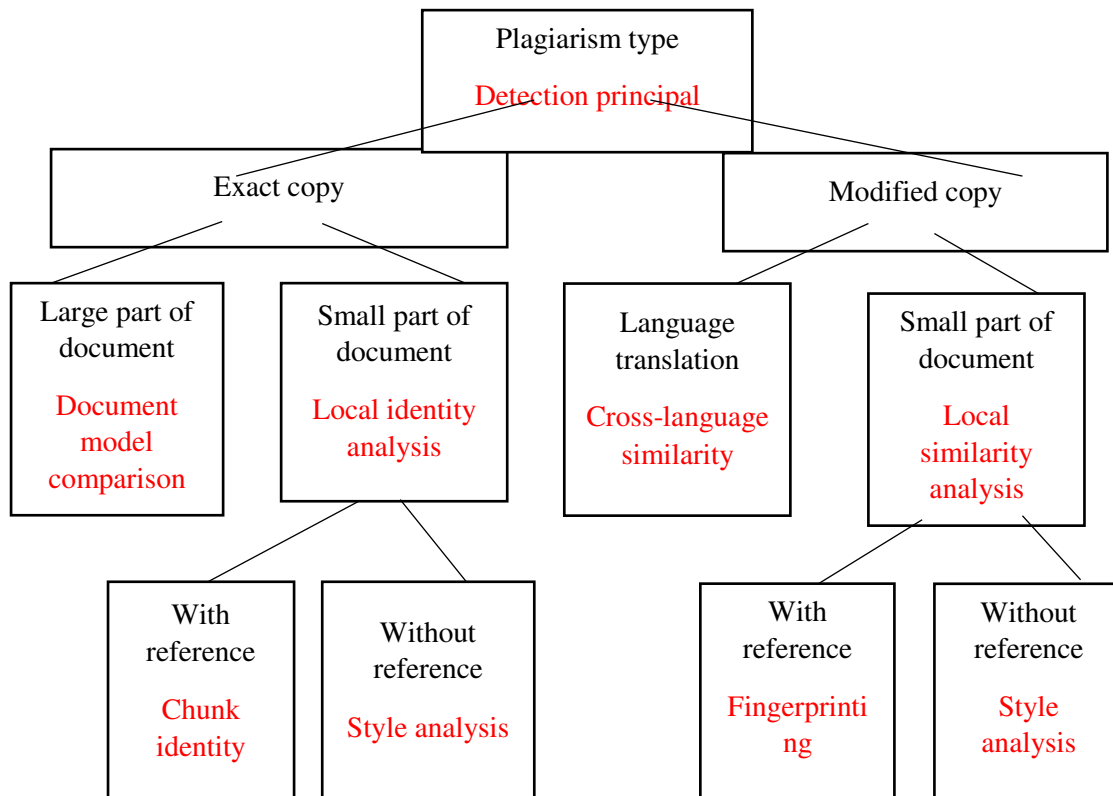 Plagiarism type
Detection principal
Exact copy
Modified copy
Large part of
document
Document
model
comparison
Small part of
document
Local identity
analysis
Language
translation
Cross-language
similarity
Small part of
document
Local
similarity
analysis
With
reference
Chunk
identity
Without
reference
Style analysis
With
reference
Fingerprinti
ng
Without
reference
Style
analysis